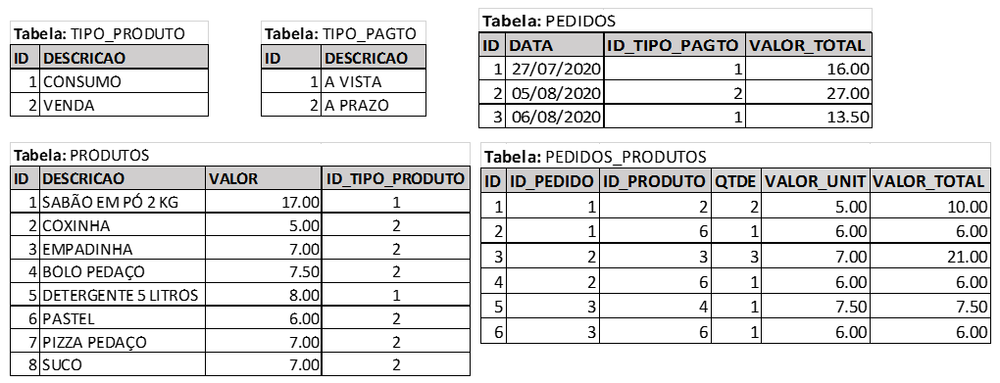 Tabela: TIPO_PRODUTO
ID DESCRICAO
1 CONSUMO
2 VENDA
Tabela: TIPO_PAGTO
ID DESCRICAO
1 A VISTA
2 A PRAZO
Tabela: PEDIDOS
ID DATA ID_TIPO_PAGTO VALOR_TOTAL
1 27/07/2020 1 16.00
2 05/08/2020 2 27.00
3 06/08/2020 1 13.50
Tabela: PRODUTOS
ID DESCRICAO VALOR ID_TIPO_PRODUTO
1 SABÃO EM PÓ 2 KG 17.00 1
2 COXINHA 5.00 2
3 EMPADINHA 7.00 2
4 BOLO PEDAÇO 7.50 2
5 DETERGENTE 5 LITROS 8.00 1
6 PASTEL 6.00 2
7 PIZZA PEDAÇO 7.00 2
8 SUCO 7.00 2
Tabela: PEDIDOS_PRODUTOS
ID ID_PEDIDO ID_PRODUTO QTDE VALOR_UNIT VALOR_TOTAL
1 1 2 2 5.00 10.00
2 1 6 1 6.00 6.00
3 2 3 3 7.00 21.00
4 2 6 1 6.00 6.00
5 3 4 1 7.50 7.50
6 3 6 1 6.00 6.00